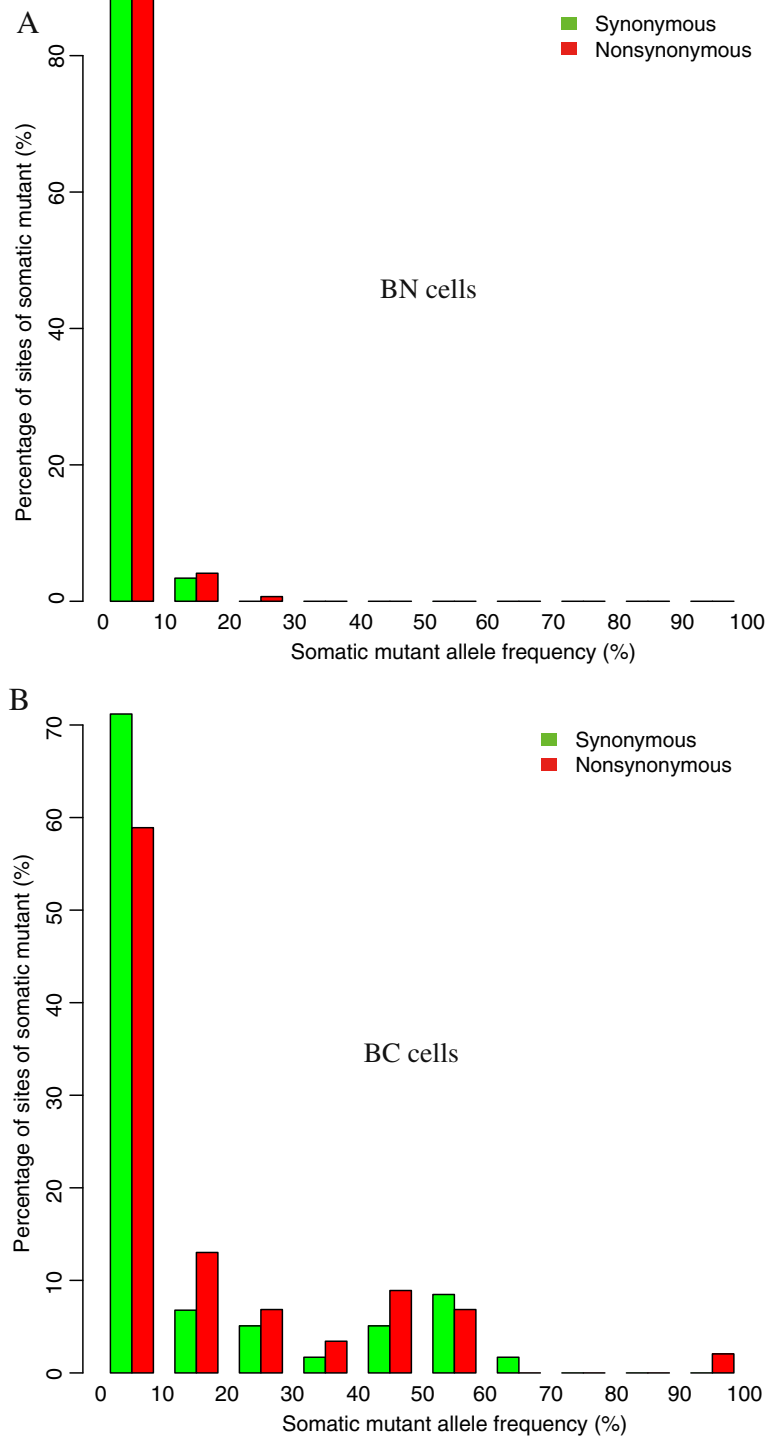 A
Synonymous
Nonsynonymous
Percentage of sites of somatic mutant (%)
80
60
40
20
0
BN cells
0 10 20 30 40 50 60 70 80 90 100
Somatic mutant allele frequency (%)
B
Synonymous
Nonsynonymous
Percentage of sites of somatic mutant (%)
70
60
50
40
30
20
10
0
BC cells
0 10 20 30 40 50 60 70 80 90 100
Somatic mutant allele frequency (%)